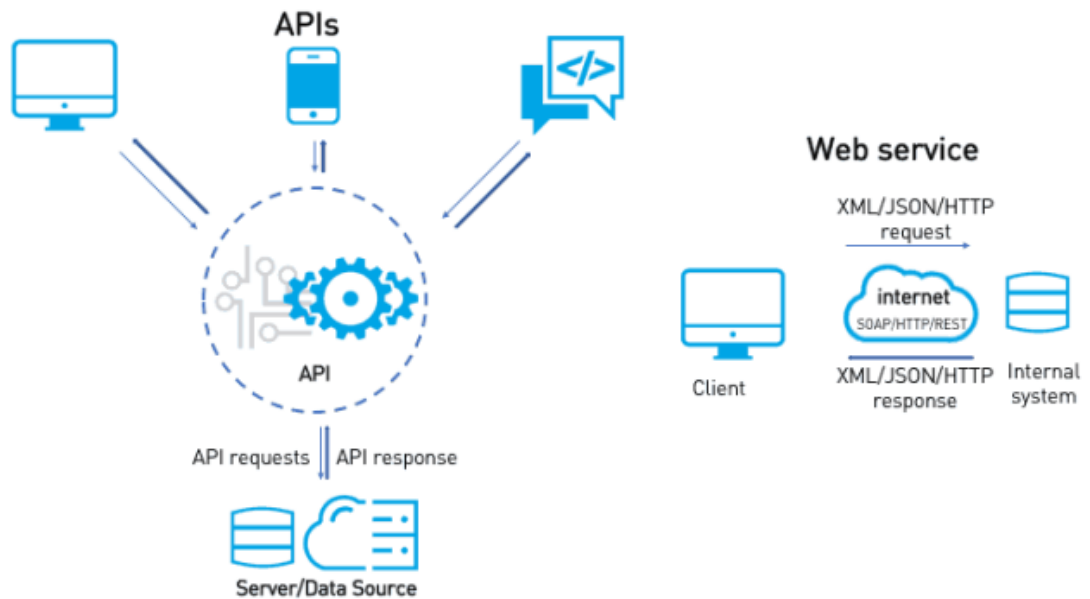 APIs
</>
API
API requests
API response
Server/Data Source
Web service
XML/JSON/HTTP
request
internet
SOAP/HTTP/REST
XML/JSON/HTTP
response
Client
Internal
system